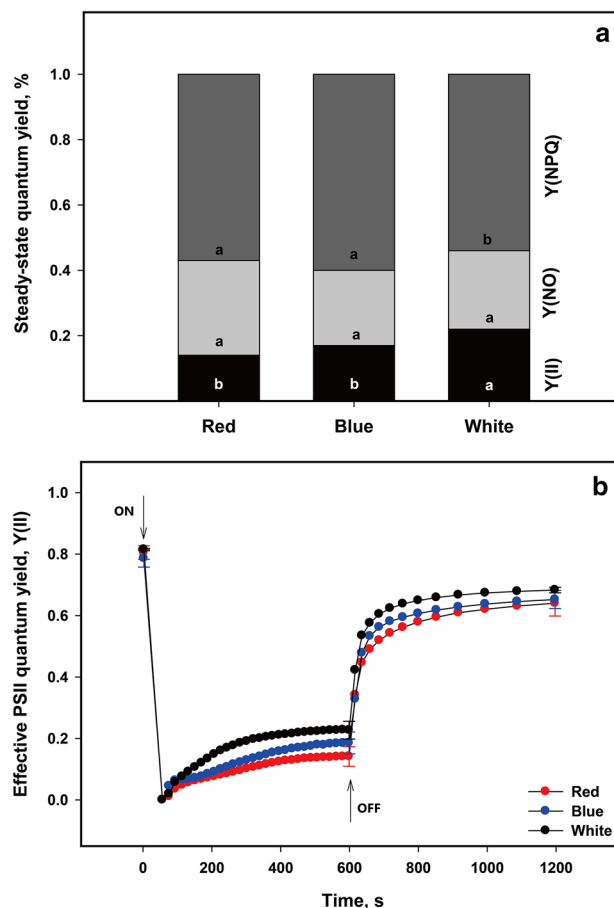 a
Steady-state quantum yield, %
1.0
0.8
0.6
0.4
0.2
a
a
b
a
a
b
b
a
a
Y(NPQ)
Y(NO)
Y(II)
Red
Blue
White
b
Effective PSII quantum yield, Y(II)
1.0
0.8
0.6
0.4
0.2
0.0
ON
OFF
Red
Blue
White
0
200
400
600
800
1000
1200
Time, s